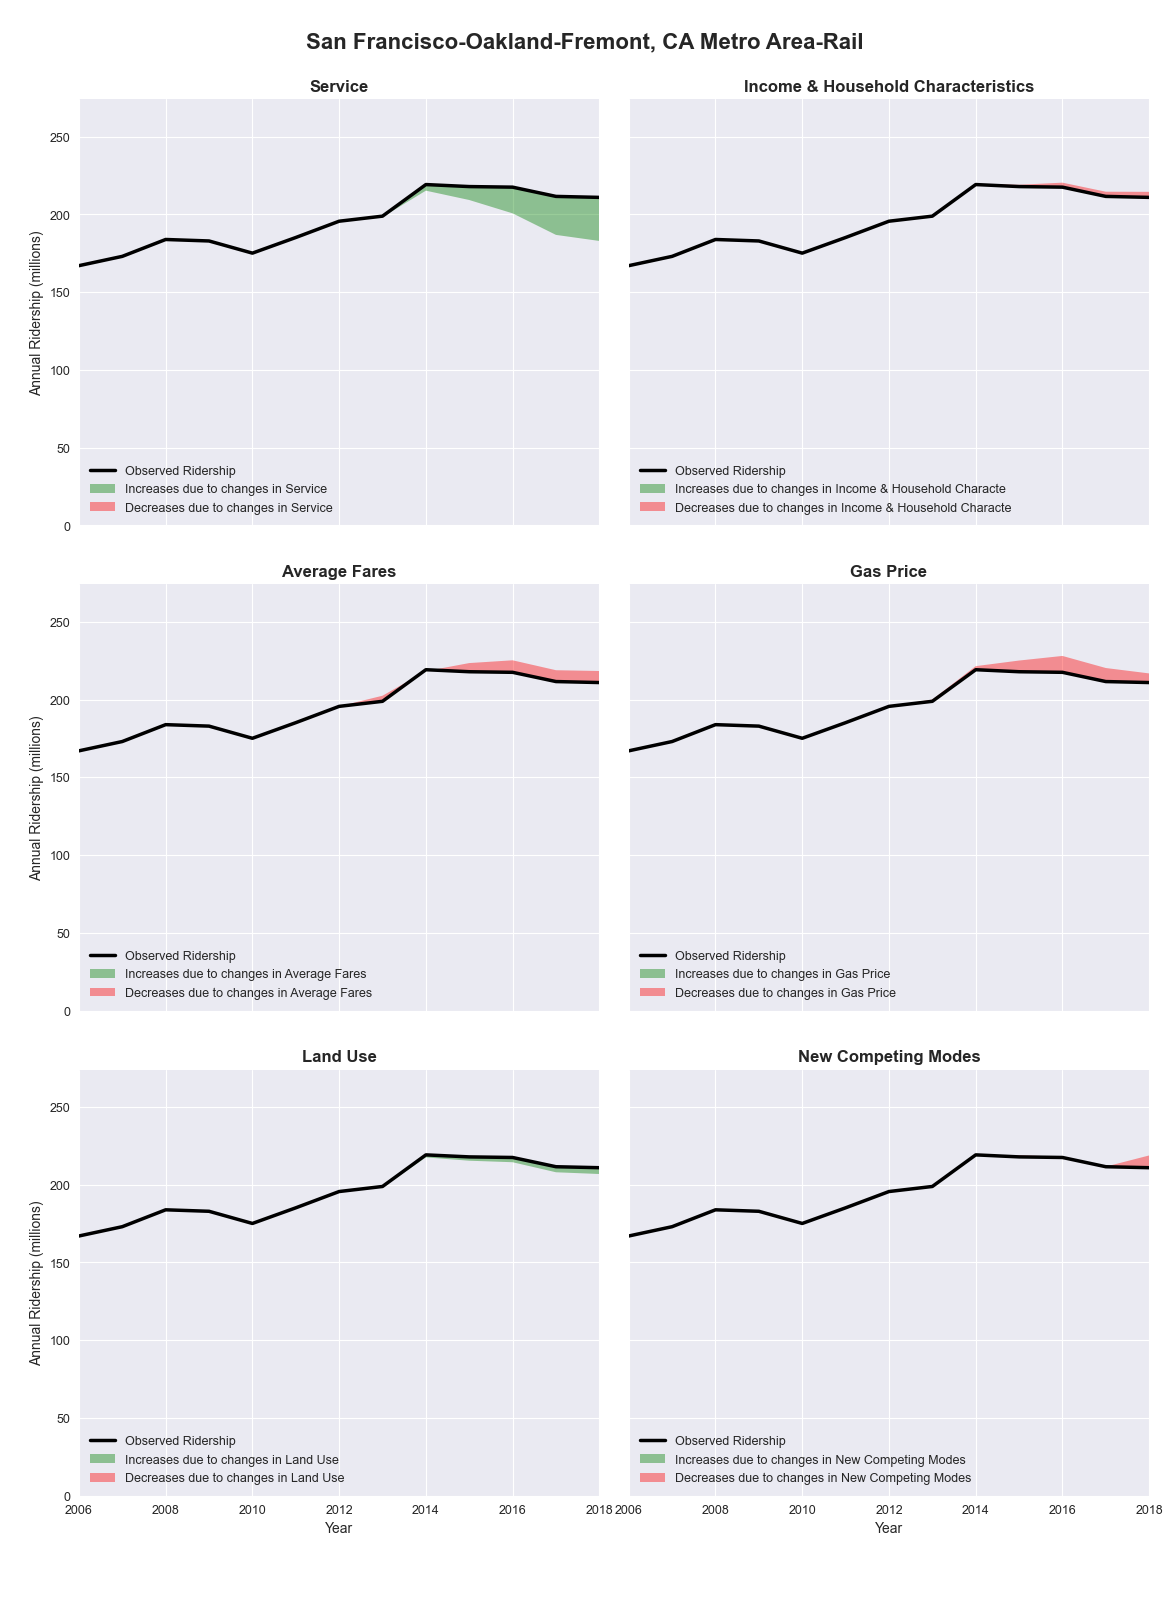 San Francisco-Oakland-Fremont, CA Metro Area-Rail
Service
Income & Household Characteristics
250
200
150
100
50
0
Annual Ridership (millions)
Observed Ridership
Increases due to changes in Service
Decreases due to changes in Service
Observed Ridership
Increases due to changes in Income & Household Characte
Decreases due to changes in Income & Household Characte
Average Fares
Gas Price
250
200
150
100
50
0
Annual Ridership (millions)
Observed Ridership
Increases due to changes in Average Fares
Decreases due to changes in Average Fares
Observed Ridership
Increases due to changes in Gas Price
Decreases due to changes in Gas Price
Land Use
New Competing Modes
250
200
150
100
50
0
Annual Ridership (millions)
Observed Ridership
Increases due to changes in Land Use
Decreases due to changes in Land Use
Observed Ridership
Increases due to changes in New Competing Modes
Decreases due to changes in New Competing Modes
2006 2008 2010 2012 2014 2016 2018
2006 2008 2010 2012 2014 2016 2018
Year
Year